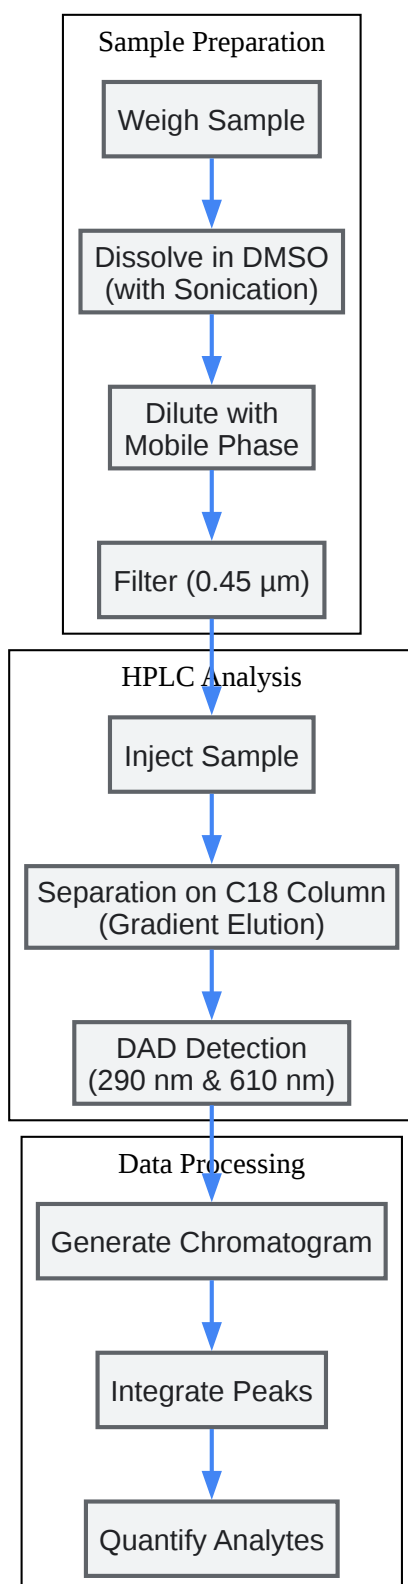 Sample Preparation
Weigh Sample
Dissolve in DMSO
(with Sonication)
Dilute with
Mobile Phase
Filter (0.45 µm)
HPLC Analysis
Inject Sample
Separation on C18 Column
(Gradient Elution)
DAD Detection
(290 nm & 610 nm)
Data Processing
Generate Chromatogram
Integrate Peaks
Quantify Analytes